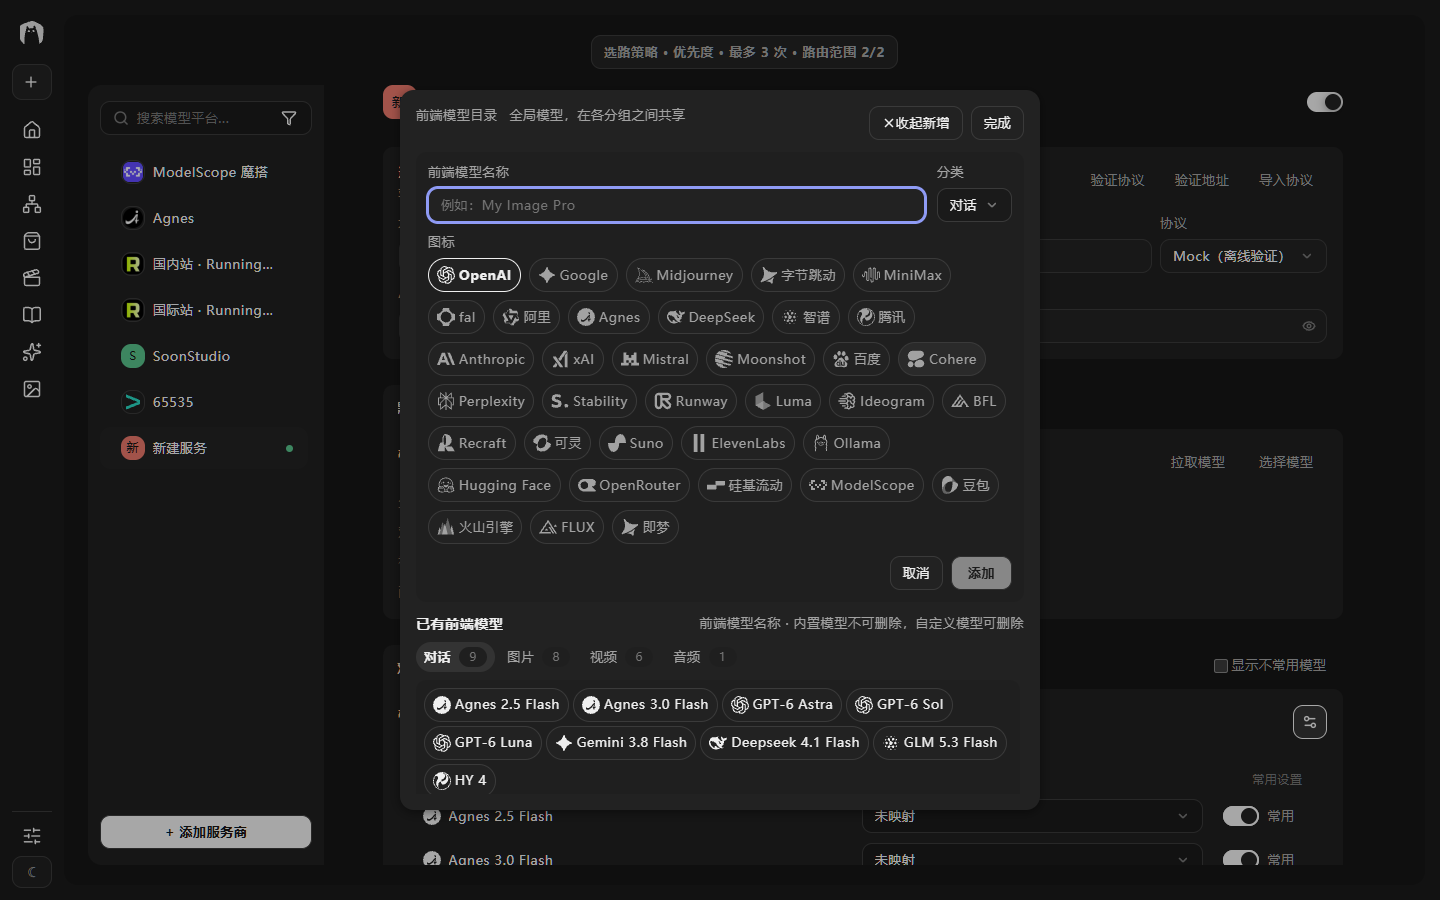 选路策略 • 优先度 • 最多 3 次 • 路由范围 2/2
搜索模型平台...
ModelScope 魔搭
Agnes
国内站 · Running...
国际站 · Running...
S SoonStudio
65535
新 新建服务
+ 添加服务商
前端模型目录 全局模型，在各分组之间共享
✕收起新增 完成
前端模型名称 分类
例如：My Image Pro 对话
图标
OpenAI Google Midjourney 字节跳动 MiniMax
fal 阿里 Agnes DeepSeek 智谱 腾讯
Anthropic xAI Mistral Moonshot 百度 Cohere
Perplexity Stability Runway Luma Ideogram BFL
Recraft 可灵 Suno ElevenLabs Ollama
Hugging Face OpenRouter 硅基流动 ModelScope 豆包
火山引擎 FLUX 即梦
取消 添加
已有前端模型 前端模型名称 · 内置模型不可删除，自定义模型可删除
对话 9 图片 8 视频 6 音频 1
Agnes 2.5 Flash Agnes 3.0 Flash GPT-6 Astra GPT-6 Sol
GPT-6 Luna Gemini 3.8 Flash Deepseek 4.1 Flash GLM 5.3 Flash
HY 4
验证协议 验证地址 导入协议
协议
Mock（离线验证）
拉取模型 选择模型
显示不常用模型
常用设置
Agnes 2.5 Flash 未映射 常用
Agnes 3.0 Flash 未映射 常用